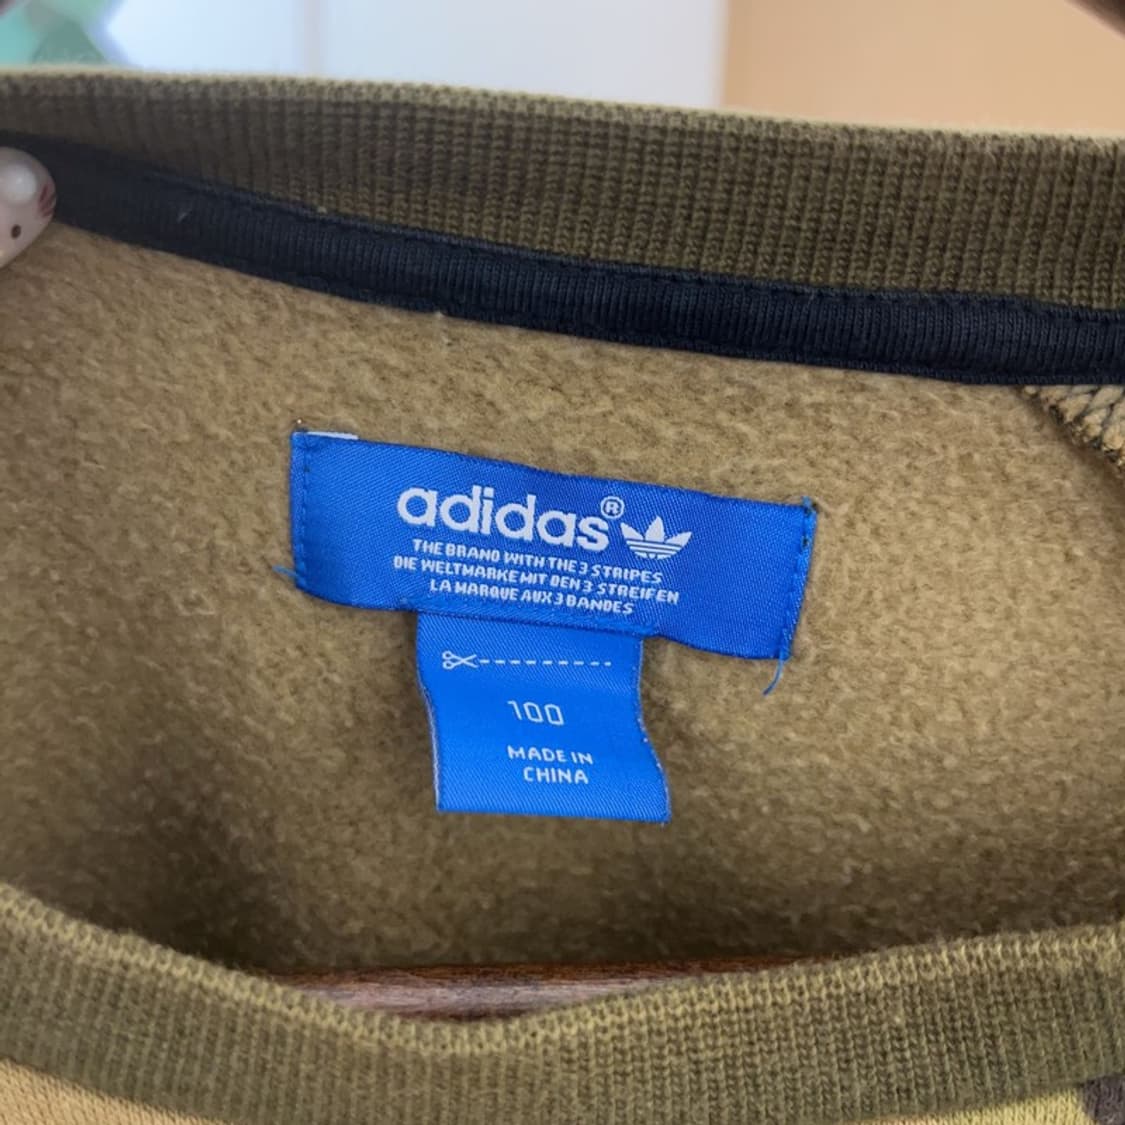 adidas®
THE BRAND WITH THE 3 STRIPES
DIE WELTMARKE MIT DEN 3 STREIFEN
LA MARQUE AUX 3 BANDES
100
MADE IN
CHINA